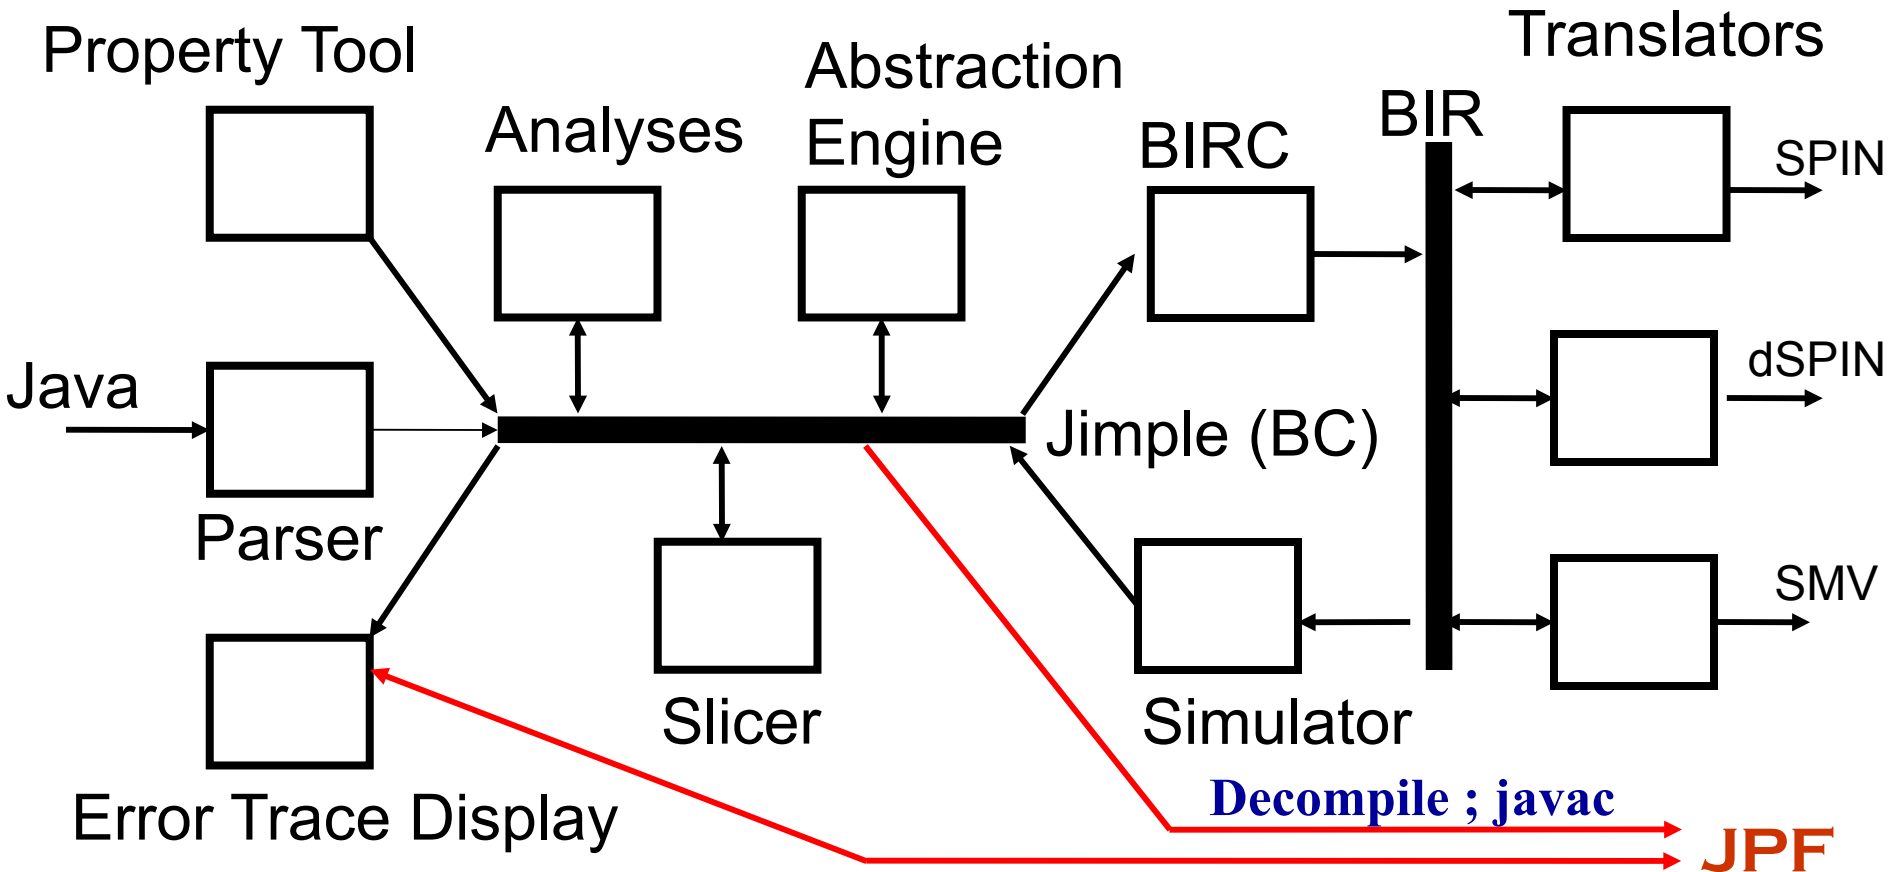 Property Tool
Analyses
Abstraction
Engine
BIRC
BIR
Translators
SPIN
Java
dSPIN
Jimple (BC)
Parser
SMV
Slicer
Simulator
Error Trace Display
Decompile ; javac
JPF